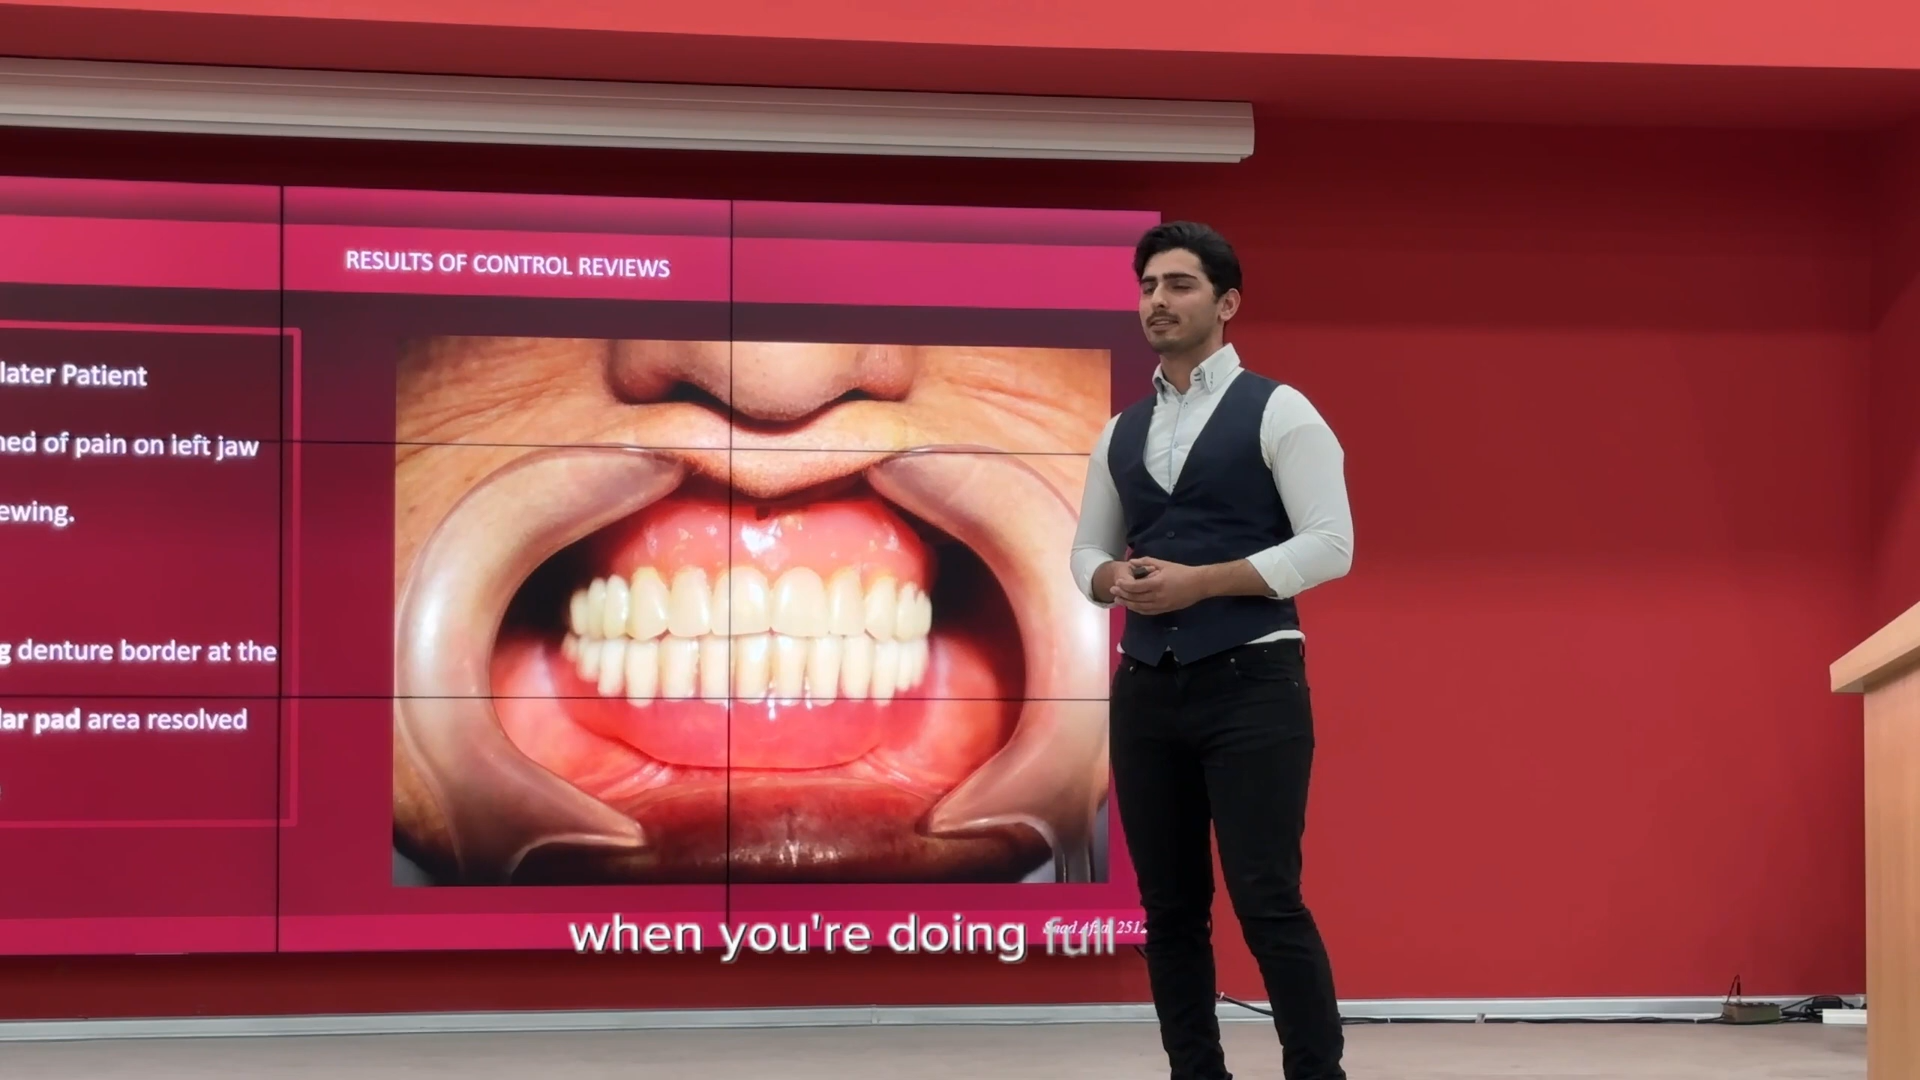 RESULTS OF CONTROL REVIEWS
later Patient
ned of pain on left jaw
ewing.
g denture border at the
lar pad area resolved
when you're doing full
2512